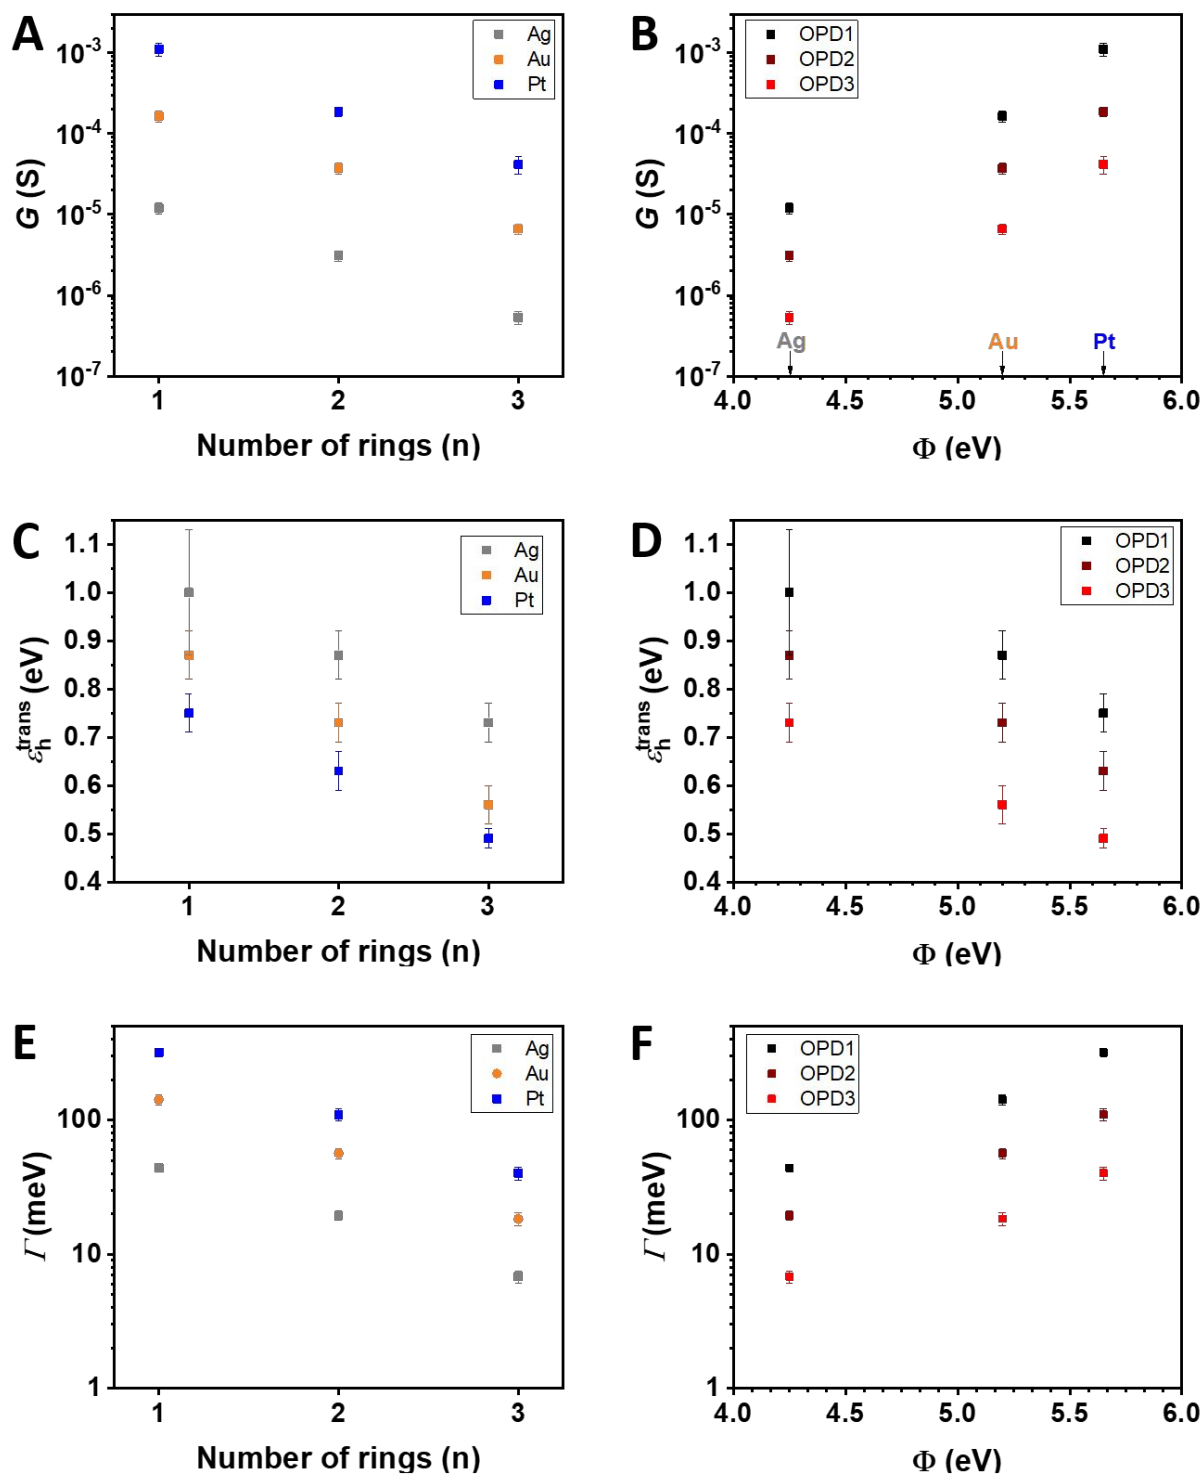 A
Ag
Au
Pt
10⁻³
10⁻⁴
10⁻⁵
10⁻⁶
10⁻⁷
G (S)
1
2
3
Number of rings (n)
B
OPD1
OPD2
OPD3
10⁻³
10⁻⁴
10⁻⁵
10⁻⁶
10⁻⁷
G (S)
Ag
Au
Pt
4.0
4.5
5.0
5.5
6.0
Φ (eV)
C
Ag
Au
Pt
1.1
1.0
0.9
0.8
0.7
0.6
0.5
0.4
εₕᵗʳᵃⁿˢ (eV)
1
2
3
Number of rings (n)
D
OPD1
OPD2
OPD3
1.1
1.0
0.9
0.8
0.7
0.6
0.5
0.4
εₕᵗʳᵃⁿˢ (eV)
4.0
4.5
5.0
5.5
6.0
Φ (eV)
E
Ag
Au
Pt
100
10
1
Γ (meV)
1
2
3
Number of rings (n)
F
OPD1
OPD2
OPD3
100
10
1
Γ (meV)
4.0
4.5
5.0
5.5
6.0
Φ (eV)